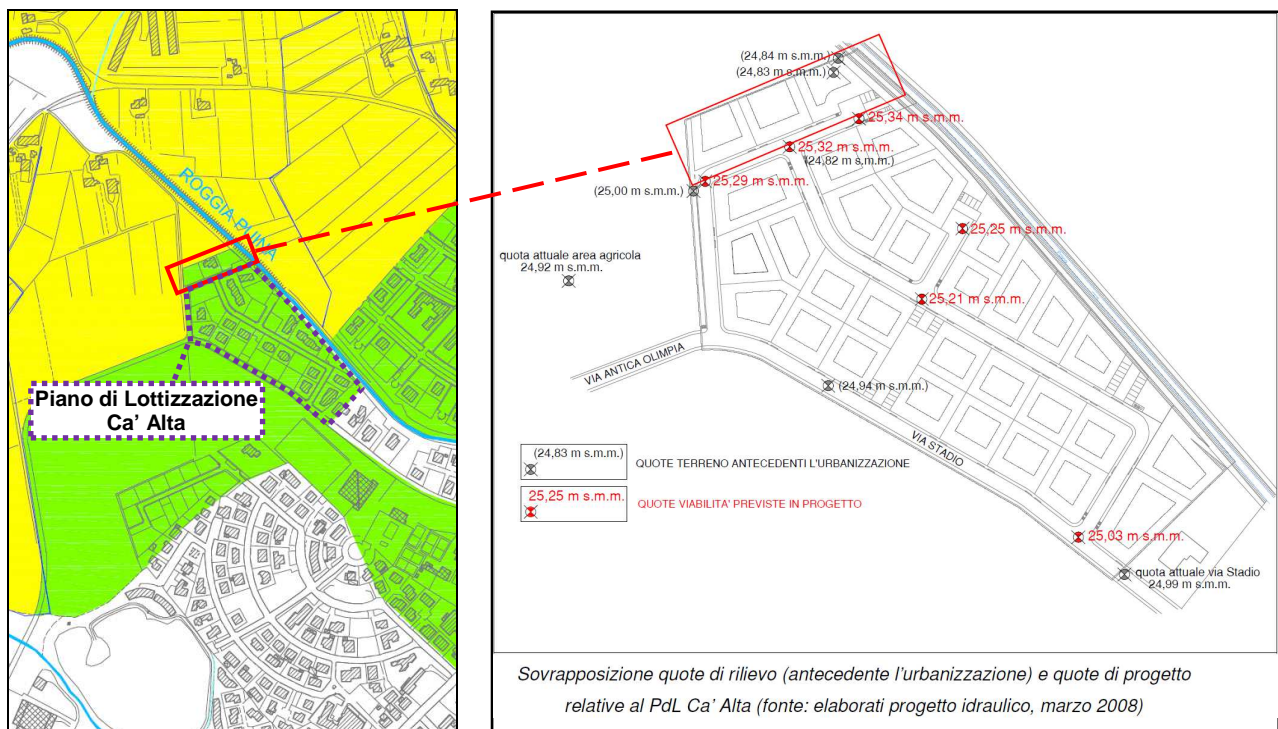 ROGGIA PUINA
Piano di Lottizzazione
Ca' Alta
(24,84 m s.m.m.)
(24,83 m s.m.m.)
25,34 m s.m.m.
25,32 m s.m.m.
(24,82 m s.m.m.)
25,29 m s.m.m.
(25,00 m s.m.m.)
25,25 m s.m.m.
quota attuale area agricola
24,92 m s.m.m.
25,21 m s.m.m.
VIA ANTICA OLIMPIA
(24,94 m s.m.m.)
VIA STADIO
(24,83 m s.m.m.)
QUOTE TERRENO ANTECEDENTI L'URBANIZZAZIONE
25,25 m s.m.m.
QUOTE VIABILITA' PREVISTE IN PROGETTO
25,03 m s.m.m.
quota attuale via Stadio
24,99 m s.m.m.
Sovrapposizione quote di rilievo (antecedente l'urbanizzazione) e quote di progetto
relative al PdL Ca' Alta (fonte: elaborati progetto idraulico, marzo 2008)